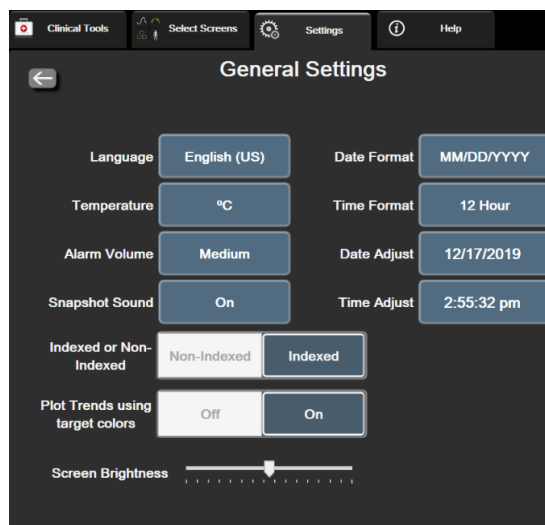 Clinical Tools
Select Screens
Settings
Help
General Settings
Language
English (US)
Date Format
MM/DD/YYYY
Temperature
ºC
Time Format
12 Hour
Alarm Volume
Medium
Date Adjust
12/17/2019
Snapshot Sound
On
Time Adjust
2:55:32 pm
Indexed or Non-
Indexed
Non-Indexed
Indexed
Plot Trends using
target colors
Off
On
Screen Brightness